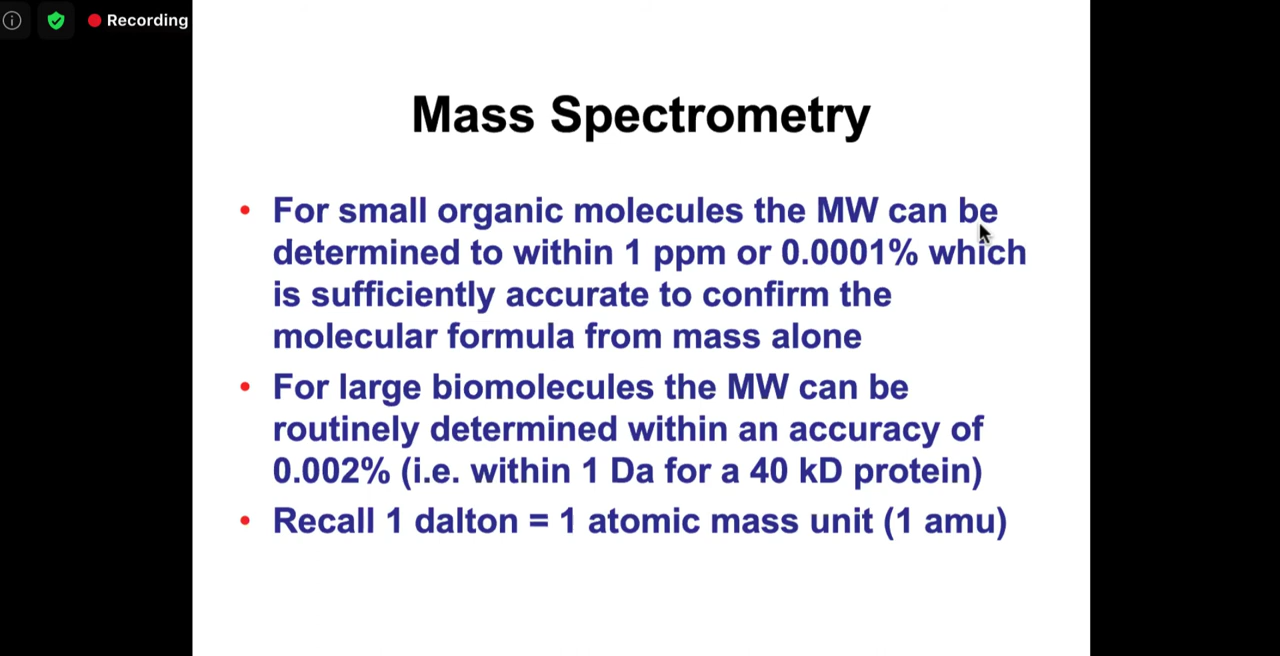 Recording
Mass Spectrometry
• For small organic molecules the MW can be
determined to within 1 ppm or 0.0001% which
is sufficiently accurate to confirm the
molecular formula from mass alone
• For large biomolecules the MW can be
routinely determined within an accuracy of
0.002% (i.e. within 1 Da for a 40 kD protein)
• Recall 1 dalton = 1 atomic mass unit (1 amu)